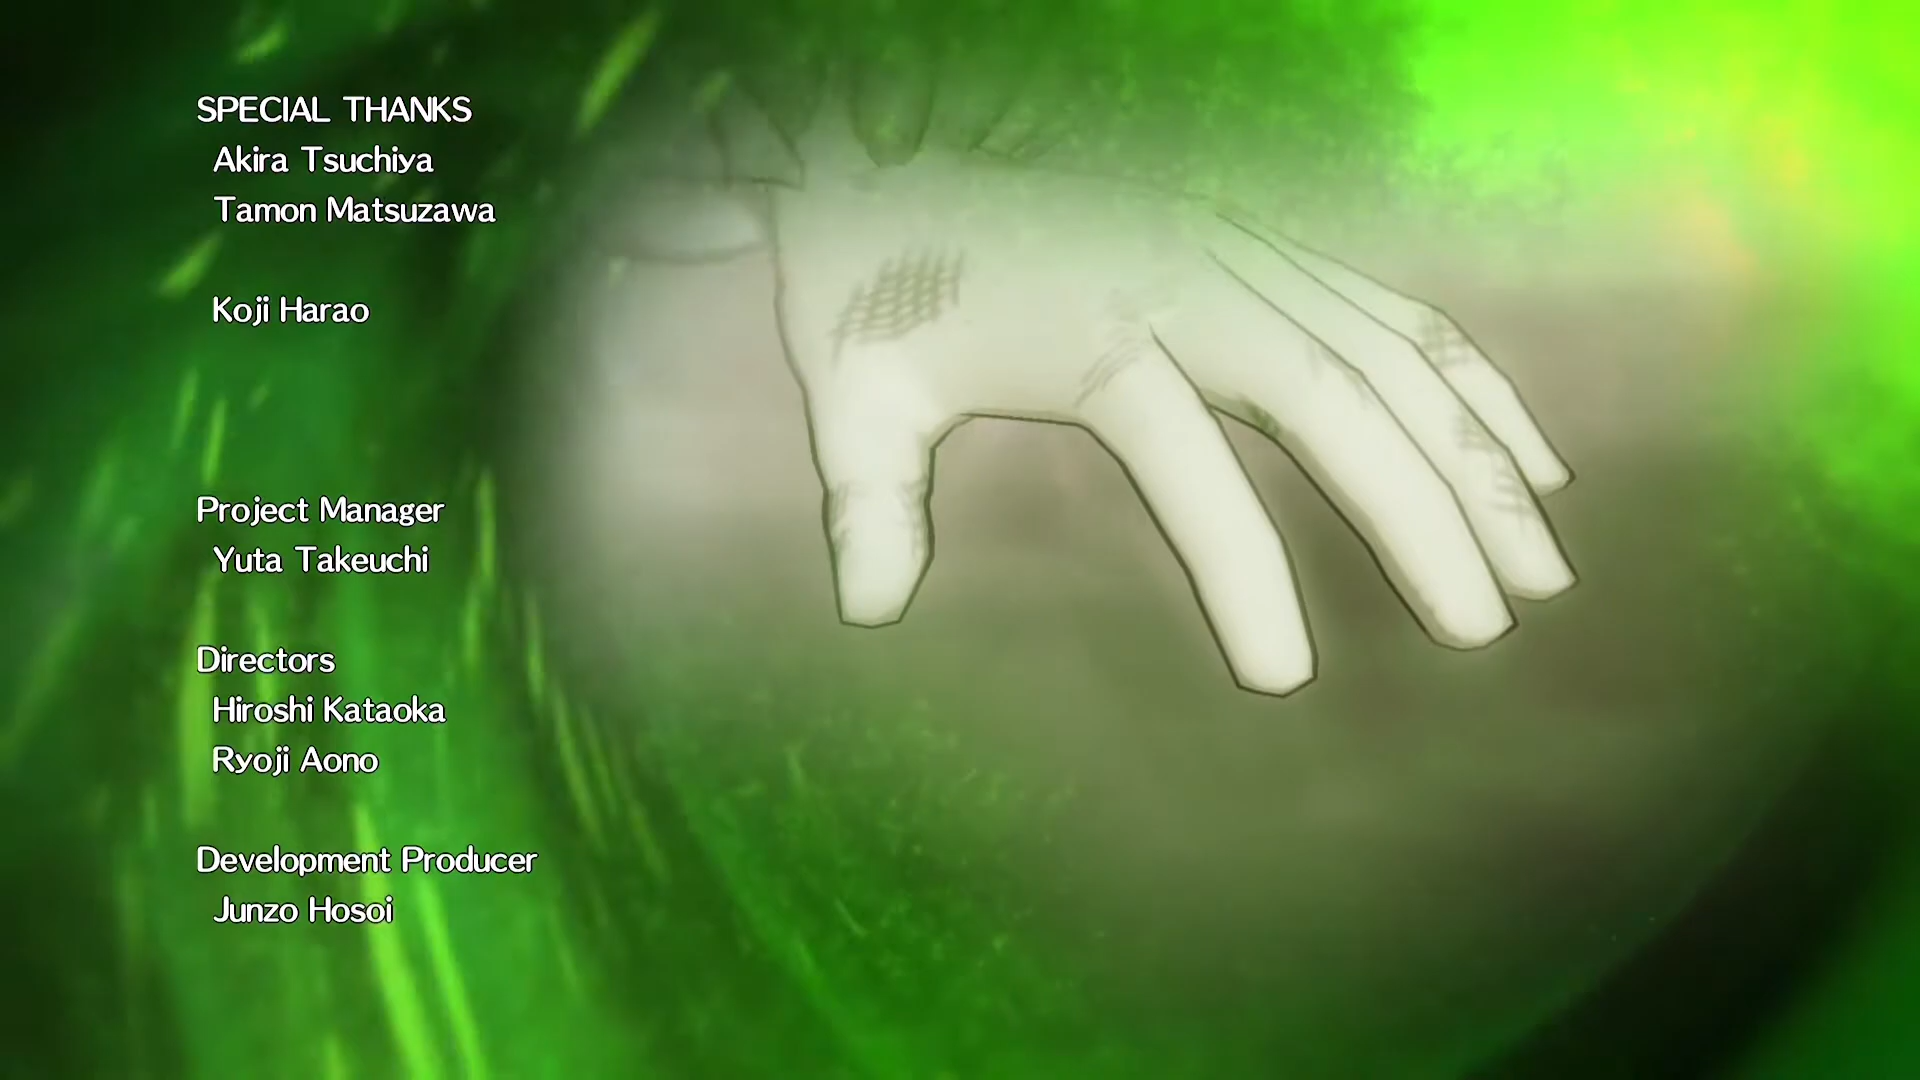 SPECIAL THANKS
Akira Tsuchiya
Tamon Matsuzawa
Koji Harao
Project Manager
Yuta Takeuchi
Directors
Hiroshi Kataoka
Ryoji Aono
Development Producer
Junzo Hosoi